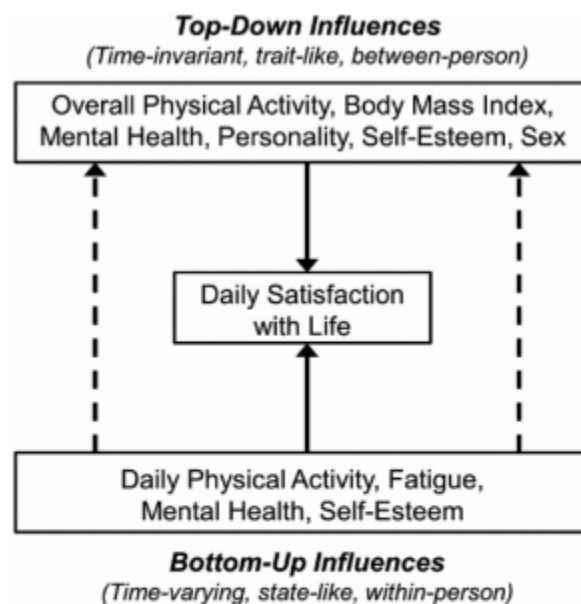 Top-Down Influences
(Time-invariant, trait-like, between-person)
Overall Physical Activity, Body Mass Index,
Mental Health, Personality, Self-Esteem, Sex
Daily Satisfaction
with Life
Daily Physical Activity, Fatigue,
Mental Health, Self-Esteem
Bottom-Up Influences
(Time-varying, state-like, within-person)